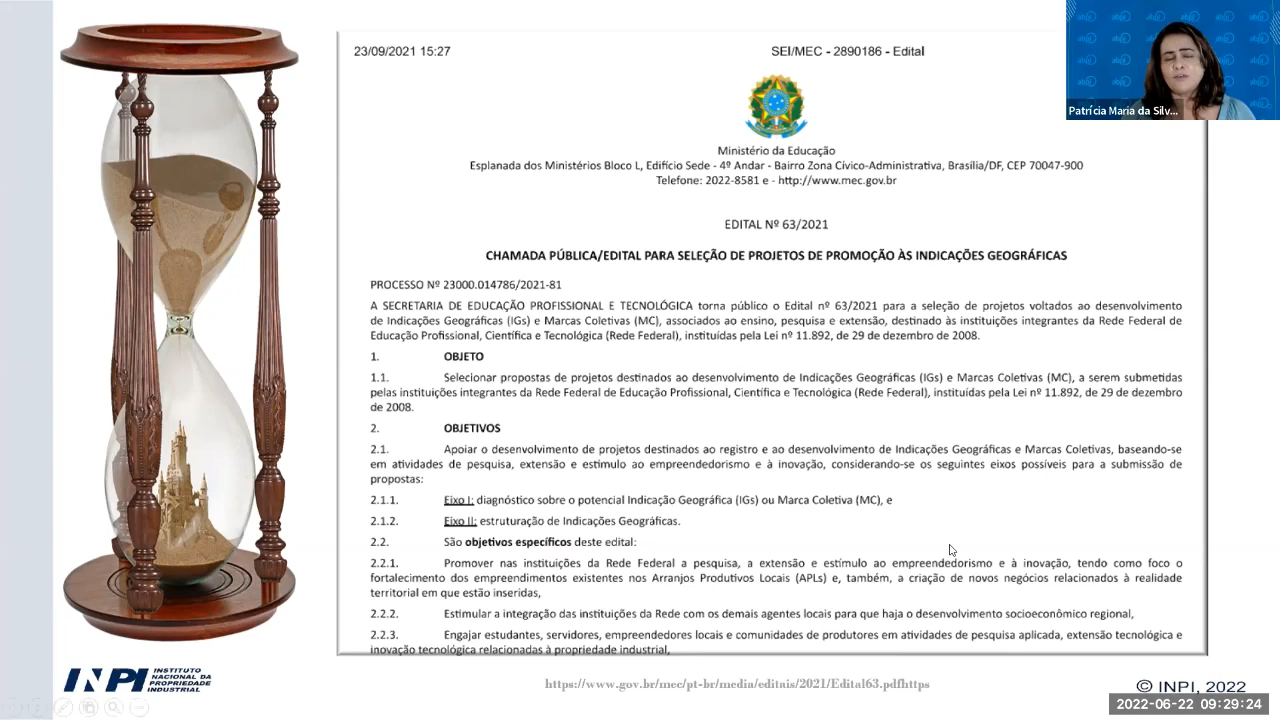 23/09/2021 15:27
SEI/MEC - 2890186 - Edital
Ministério da Educação
Esplanada dos Ministérios Bloco L, Edifício Sede - 4º Andar - Bairro Zona Cívico-Administrativa, Brasília/DF, CEP 70047-900
Telefone: 2022-8581 e - http://www.mec.gov.br
EDITAL Nº 63/2021
CHAMADA PÚBLICA/EDITAL PARA SELEÇÃO DE PROJETOS DE PROMOÇÃO ÀS INDICAÇÕES GEOGRÁFICAS
PROCESSO Nº 23000.014786/2021-81
A SECRETARIA DE EDUCAÇÃO PROFISSIONAL E TECNOLÓGICA torna público o Edital nº 63/2021 para a seleção de projetos voltados ao desenvolvimento
de Indicações Geográficas (IGs) e Marcas Coletivas (MC), associados ao ensino, pesquisa e extensão, destinado às instituições integrantes da Rede Federal de
Educação Profissional, Científica e Tecnológica (Rede Federal), instituídas pela Lei nº 11.892, de 29 de dezembro de 2008.
1. OBJETO
1.1. Selecionar propostas de projetos destinados ao desenvolvimento de Indicações Geográficas (IGs) e Marcas Coletivas (MC), a serem submetidas
pelas instituições integrantes da Rede Federal de Educação Profissional, Científica e Tecnológica (Rede Federal), instituídas pela Lei nº 11.892, de 29 de dezembro
de 2008.
2. OBJETIVOS
2.1. Apoiar o desenvolvimento de projetos destinados ao registro e ao desenvolvimento de Indicações Geográficas e Marcas Coletivas, baseando-se
em atividades de pesquisa, extensão e estímulo ao empreendedorismo e à inovação, considerando-se os seguintes eixos possíveis para a submissão de
propostas:
2.1.1. Eixo I: diagnóstico sobre o potencial Indicação Geográfica (IGs) ou Marca Coletiva (MC), e
2.1.2. Eixo II: estruturação de Indicações Geográficas.
2.2. São objetivos específicos deste edital:
2.2.1. Promover nas instituições da Rede Federal a pesquisa, a extensão e estímulo ao empreendedorismo e à inovação, tendo como foco o
fortalecimento dos empreendimentos existentes nos Arranjos Produtivos Locais (APLs) e, também, a criação de novos negócios relacionados à realidade
territorial em que estão inseridas,
2.2.2. Estimular a integração das instituições da Rede com os demais agentes locais para que haja o desenvolvimento socioeconômico regional,
2.2.3. Engajar estudantes, servidores, empreendedores locais e comunidades de produtores em atividades de pesquisa aplicada, extensão tecnológica e
inovação tecnológica relacionadas à propriedade industrial,
Patrícia Maria da Silv...
INPI INSTITUTO
NACIONAL DA
PROPRIEDADE
INDUSTRIAL
https://www.gov.br/mec/pt-br/media/editais/2021/Edital63.pdfhttps
© INPI, 2022
2022-06-22 09:29:24